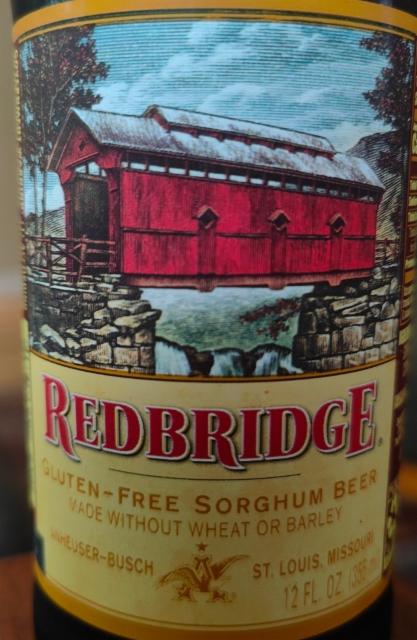 REDBRIDGE®
GLUTEN-FREE SORGHUM BEER
MADE WITHOUT WHEAT OR BARLEY
ANHEUSER-BUSCH
ST. LOUIS, MISSOURI
12 FL. OZ. (355 mL)